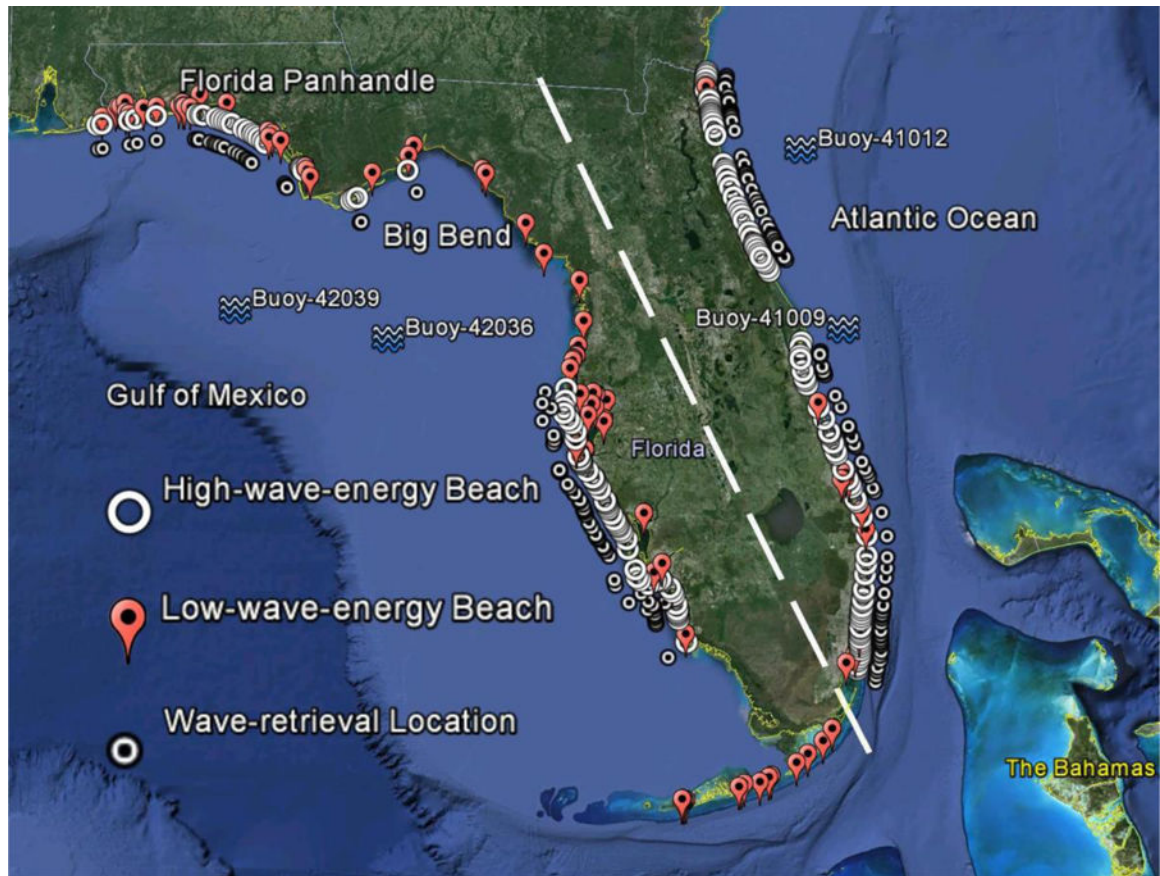 Florida Panhandle
Buoy-41012
Atlantic Ocean
Big Bend
Buoy-42039
Buoy-41009
Buoy-42036
Gulf of Mexico
Florida
High-wave-energy Beach
Low-wave-energy Beach
Wave-retrieval Location
The Bahamas